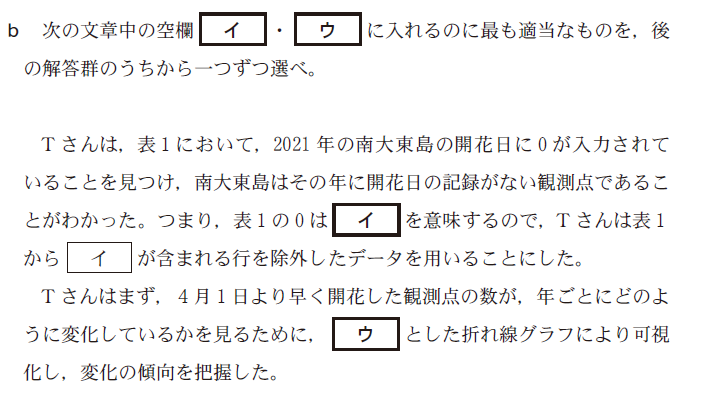 b 次の文章中の空欄 イ ・ ウ に入れるのに最も適当なものを，後
の解答群のうちから一つずつ選べ。
Tさんは，表1において，2021年の南大東島の開花日に0が入力されて
いることを見つけ，南大東島はその年に開花日の記録がない観測点であるこ
とがわかった。つまり，表1の0は イ を意味するので，Tさんは表1
から イ が含まれる行を除外したデータを用いることにした。
Tさんはまず，4月1日より早く開花した観測点の数が，年ごとにどのよ
うに変化しているかを見るために， ウ とした折れ線グラフにより可視
化し，変化の傾向を把握した。